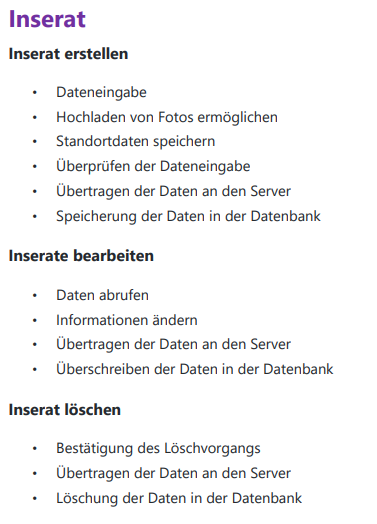 Inserat
Inserat erstellen
• Dateneingabe
• Hochladen von Fotos ermöglichen
• Standortdaten speichern
• Überprüfen der Dateneingabe
• Übertragen der Daten an den Server
• Speicherung der Daten in der Datenbank
Inserate bearbeiten
• Daten abrufen
• Informationen ändern
• Übertragen der Daten an den Server
• Überschreiben der Daten in der Datenbank
Inserat löschen
• Bestätigung des Löschvorgangs
• Übertragen der Daten an den Server
• Löschung der Daten in der Datenbank